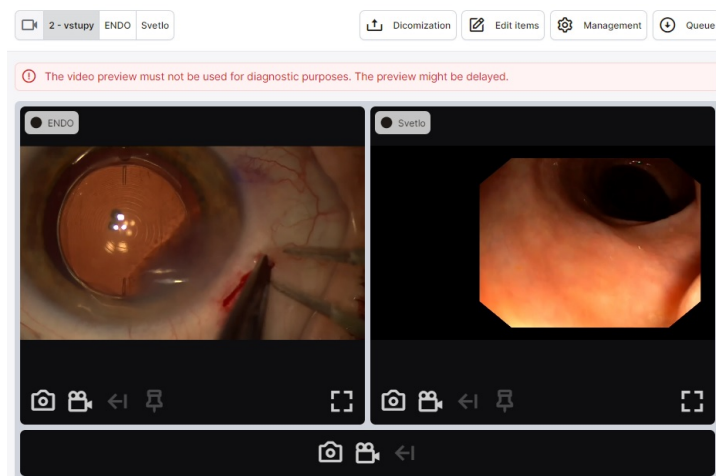 2 - vstupy ENDO Svetlo Dicomization Edit items Management Queue
The video preview must not be used for diagnostic purposes. The preview might be delayed.
ENDO Svetlo